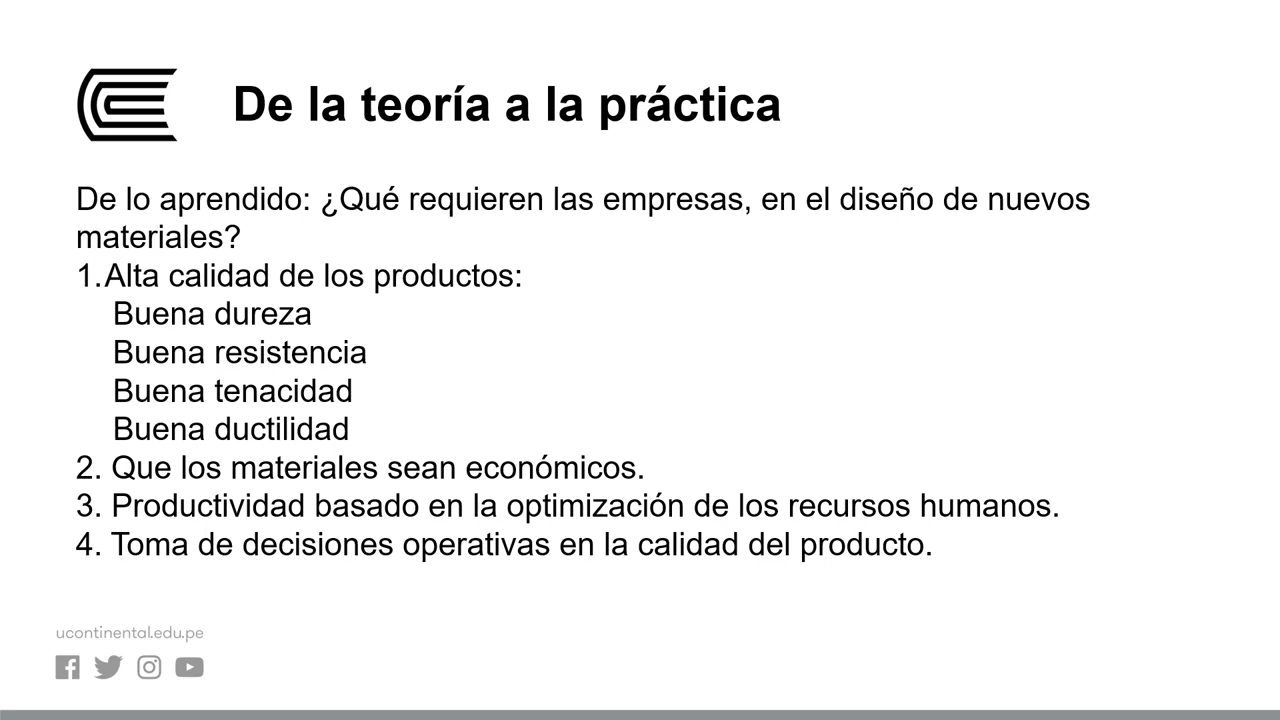 De la teoría a la práctica
De lo aprendido: ¿Qué requieren las empresas, en el diseño de nuevos
materiales?
1.Alta calidad de los productos:
Buena dureza
Buena resistencia
Buena tenacidad
Buena ductilidad
2. Que los materiales sean económicos.
3. Productividad basado en la optimización de los recursos humanos.
4. Toma de decisiones operativas en la calidad del producto.
ucontinental.edu.pe